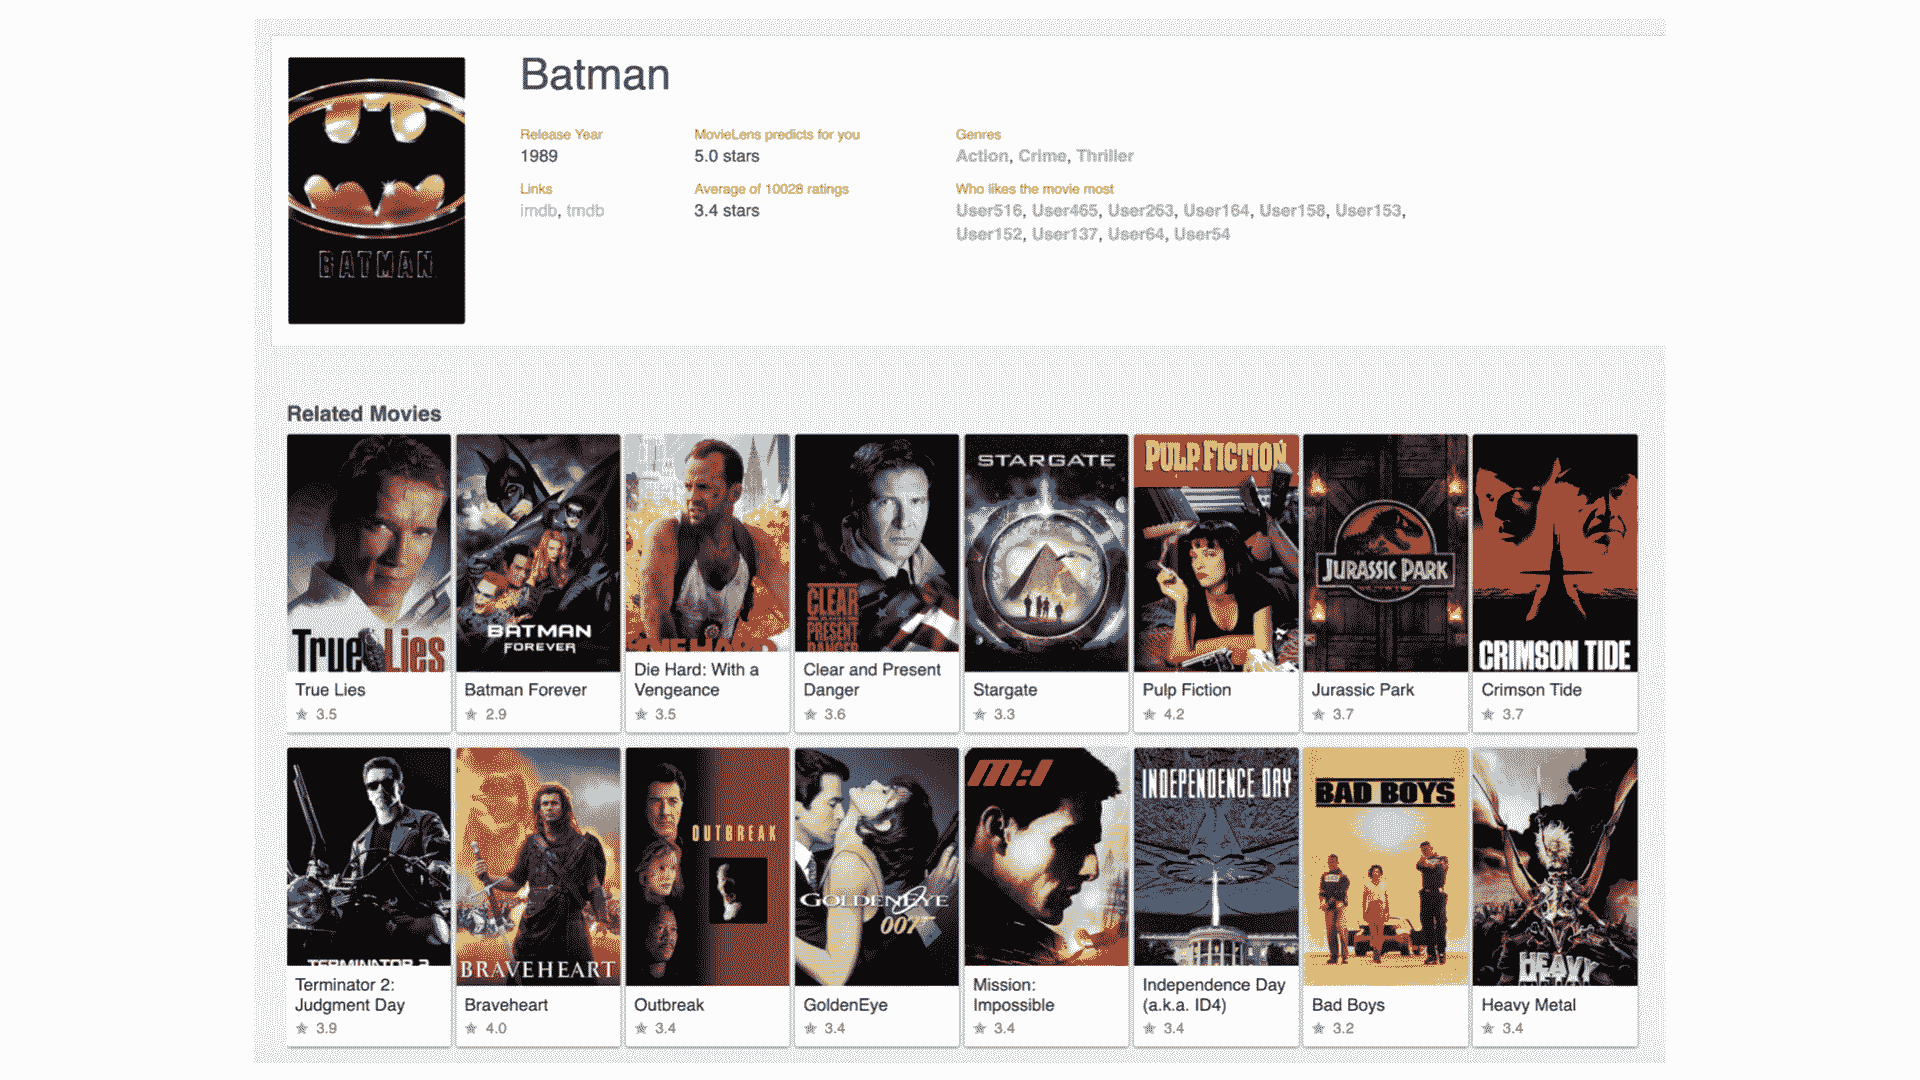 Batman
Release Year
1989
MovieLens predicts for you
5.0 stars
Genres
Action, Crime, Thriller
Links
imdb, tmdb
Average of 10028 ratings
3.4 stars
Who likes the movie most
User516, User465, User263, User164, User158, User153,
User152, User137, User64, User54
BATMAN
Related Movies
True Lies
BATMAN
FOREVER
DIE HARD
CLEAR
PRESENT
DANGER
STARGATE
PULP FICTION
JURASSIC PARK
CRIMSON TIDE
True Lies
3.5
Batman Forever
2.9
Die Hard: With a
Vengeance
3.5
Clear and Present
Danger
3.6
Stargate
3.3
Pulp Fiction
4.2
Jurassic Park
3.7
Crimson Tide
3.7
TERMINATOR 2
BRAVEHEART
OUTBREAK
GOLDENEYE
007
M:I
INDEPENDENCE DAY
BAD BOYS
HEAVY
METAL
Terminator 2:
Judgment Day
3.9
Braveheart
4.0
Outbreak
3.4
GoldenEye
3.4
Mission:
Impossible
3.4
Independence Day
(a.k.a. ID4)
3.4
Bad Boys
3.2
Heavy Metal
3.4